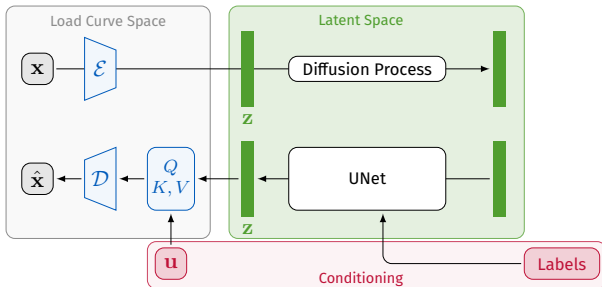 Load Curve Space
Latent Space
x
ℰ
Diffusion Process
z
x̂
𝒟
Q
K, V
UNet
z
u
Labels
Conditioning